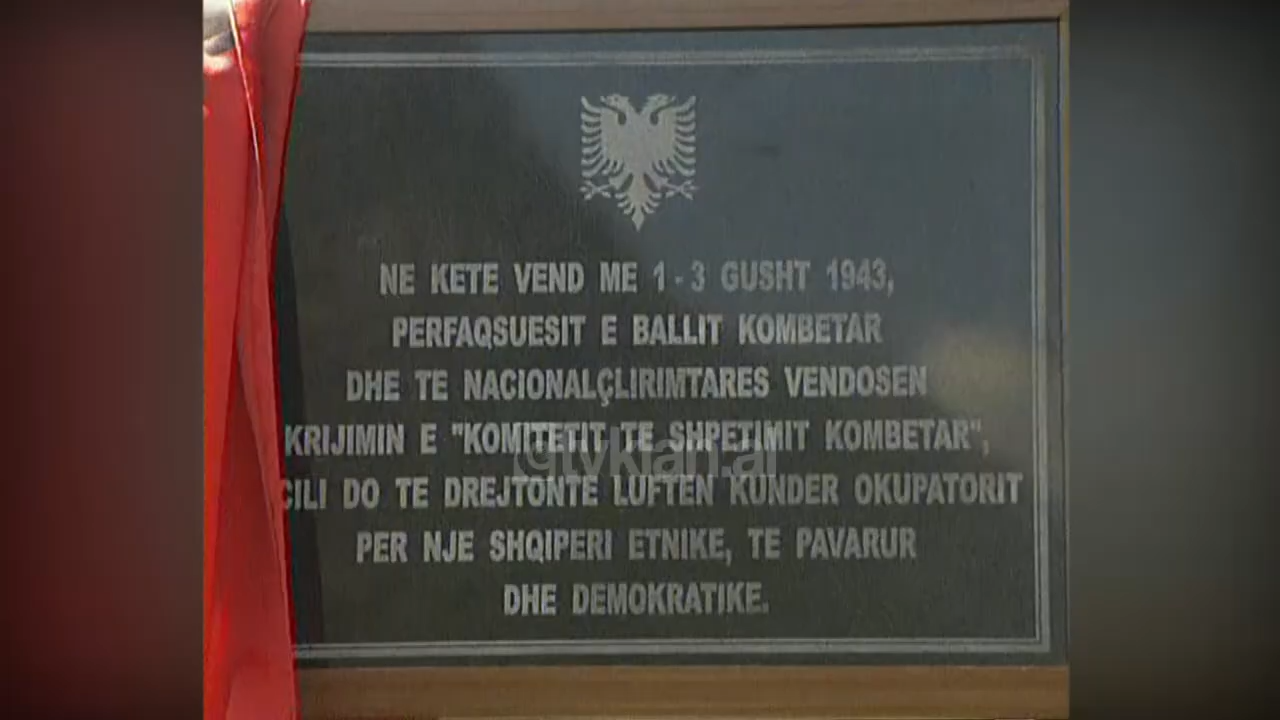 NE KETE VEND ME 1 - 3 GUSHT 1943,
PERFAQSUESIT E BALLIT KOMBETAR
DHE TE NACIONALÇLIRIMTARES VENDOSEN
KRIJIMIN E "KOMITETIT TE SHPETIMIT KOMBETAR",
CILI DO TE DREJTONTE LUFTEN KUNDER OKUPATORIT
PER NJE SHQIPERI ETNIKE, TE PAVARUR
DHE DEMOKRATIKE.
@tvklan.al